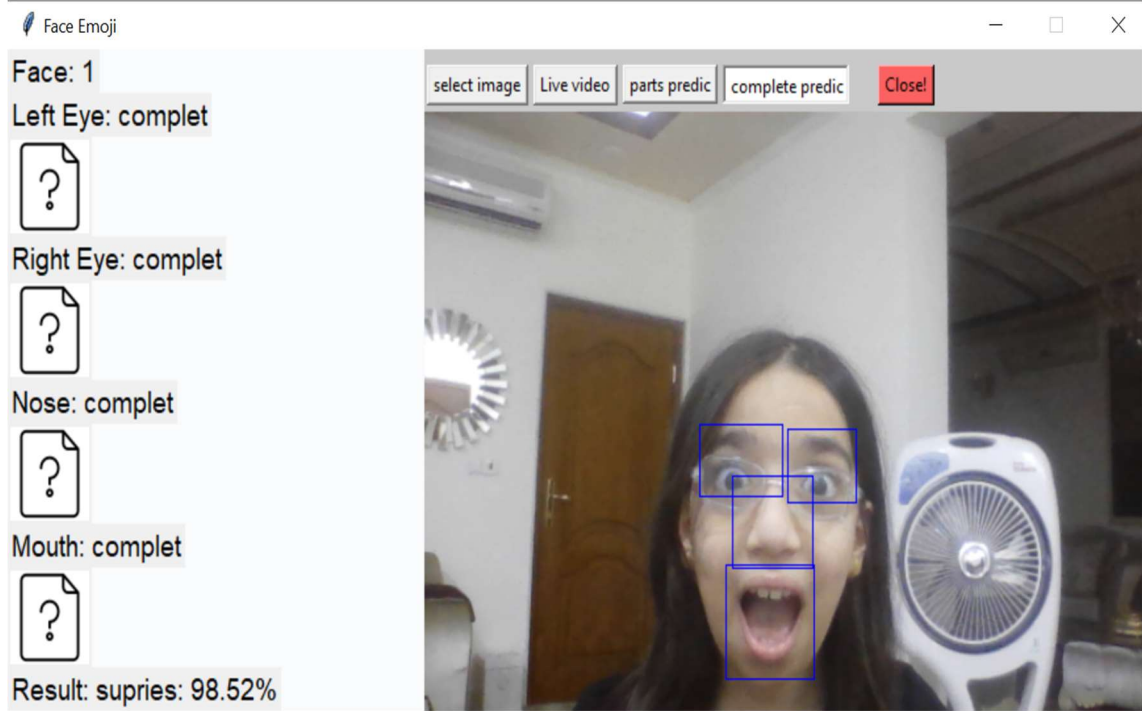 Face Emoji
Face: 1
Left Eye: complet
Right Eye: complet
Nose: complet
Mouth: complet
Result: supries: 98.52%
select image
Live video
parts predic
complete predic
Close!